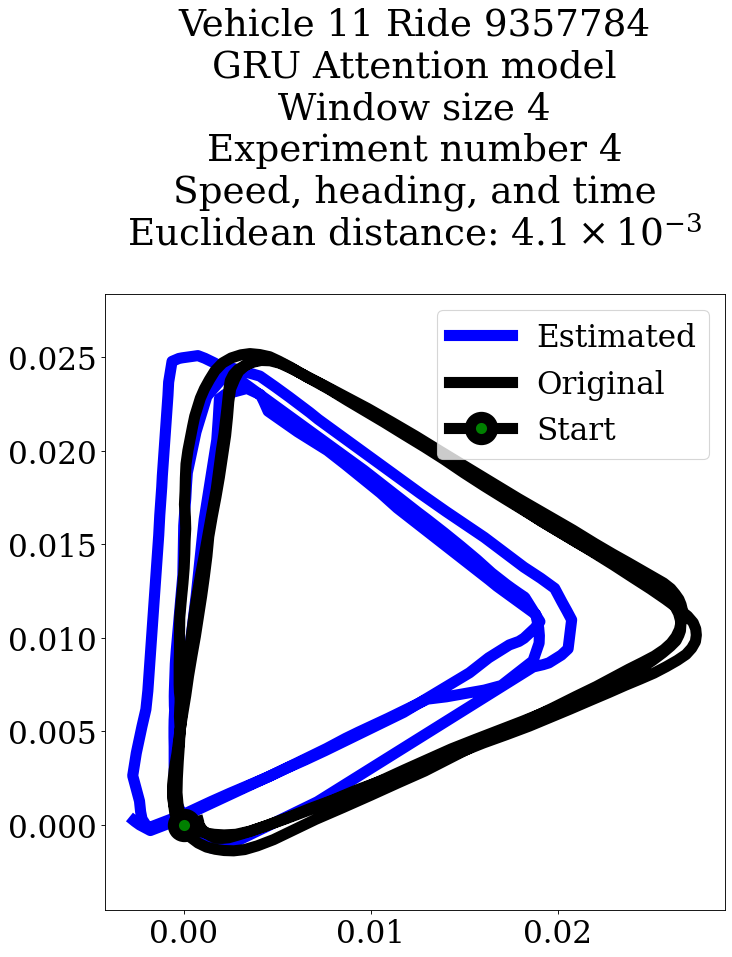 Vehicle 11 Ride 9357784
GRU Attention model
Window size 4
Experiment number 4
Speed, heading, and time
Euclidean distance: 4.1 × 10⁻³
Estimated
Original
Start
0.025
0.020
0.015
0.010
0.005
0.000
0.00 0.01 0.02